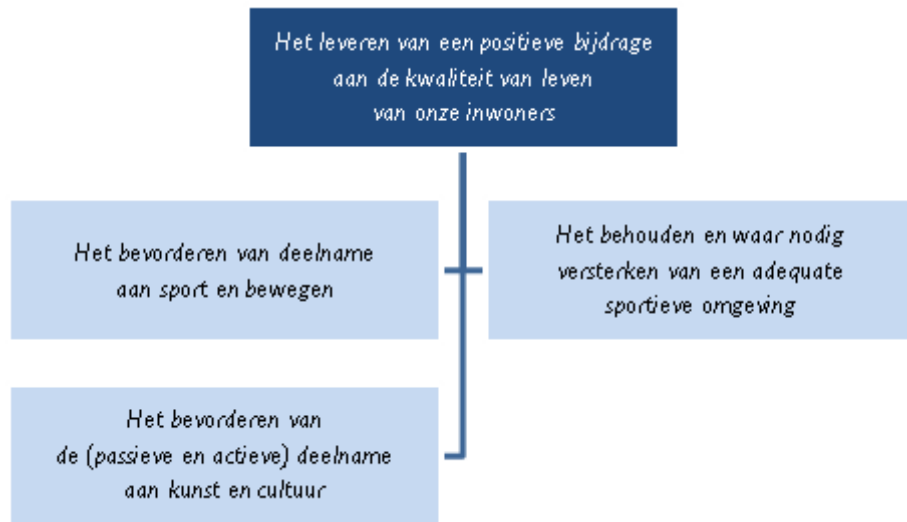 Het leveren van een positieve bijdrage
aan de kwaliteit van leven
van onze inwoners
Het bevorderen van deelname
aan sport en bewegen
Het behouden en waar nodig
versterken van een adequate
sportieve omgeving
Het bevorderen van
de (passieve en actieve) deelname
aan kunst en cultuur